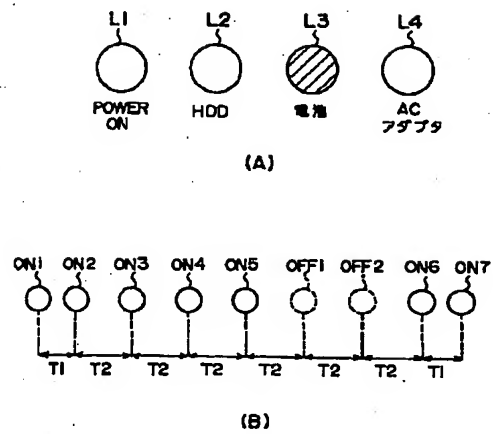 L1 L2 L3 L4
POWER ON HDD 電池 AC アダプタ
(A)
ON1 ON2 ON3 ON4 ON5 OFF1 OFF2 ON6 ON7
T1 T2 T2 T2 T2 T2 T2 T1
(B)